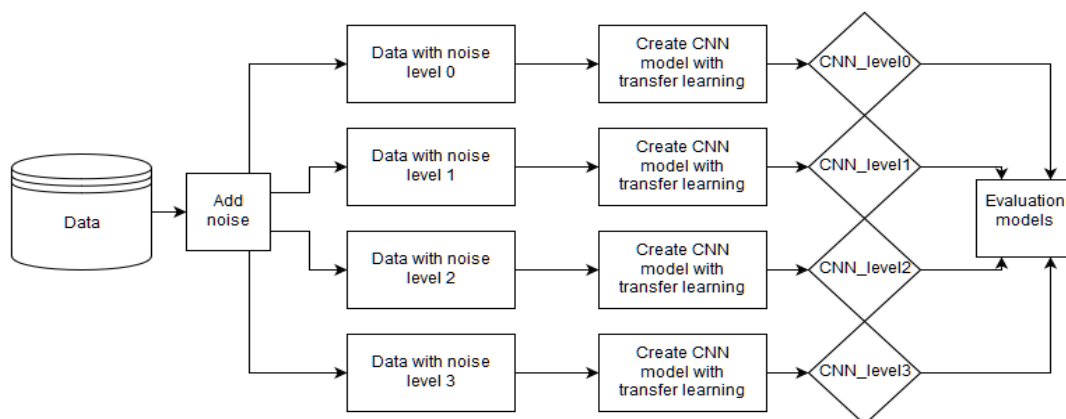 Data
Add
noise
Data with noise
level 0
Create CNN
model with
transfer learning
CNN_level0
Data with noise
level 1
Create CNN
model with
transfer learning
CNN_level1
Data with noise
level 2
Create CNN
model with
transfer learning
CNN_level2
Data with noise
level 3
Create CNN
model with
transfer learning
CNN_level3
Evaluation
models